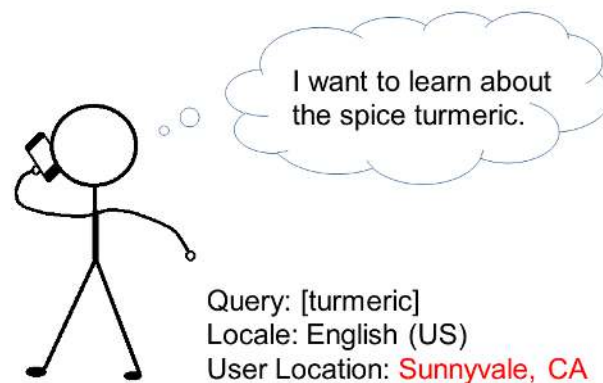 I want to learn about
the spice turmeric.
Query: [turmeric]
Locale: English (US)
User Location: Sunnyvale, CA